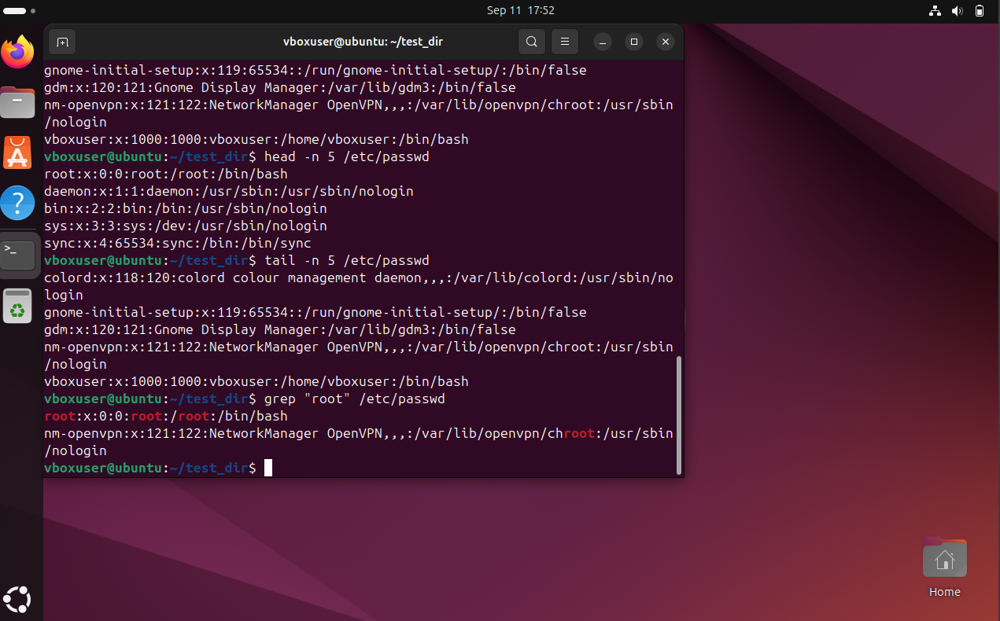 Sep 11 17:52
vboxuser@ubuntu: ~/test_dir
gnome-initial-setup:x:119:65534::/run/gnome-initial-setup/:/bin/false
gdm:x:120:121:Gnome Display Manager:/var/lib/gdm3:/bin/false
nm-openvpn:x:121:122:NetworkManager OpenVPN,,,:/var/lib/openvpn/chroot:/usr/sbin
/nologin
vboxuser:x:1000:1000:vboxuser:/home/vboxuser:/bin/bash
vboxuser@ubuntu:~/test_dir$ head -n 5 /etc/passwd
root:x:0:0:root:/root:/bin/bash
daemon:x:1:1:daemon:/usr/sbin:/usr/sbin/nologin
bin:x:2:2:bin:/bin:/usr/sbin/nologin
sys:x:3:3:sys:/dev:/usr/sbin/nologin
sync:x:4:65534:sync:/bin:/bin/sync
vboxuser@ubuntu:~/test_dir$ tail -n 5 /etc/passwd
colord:x:118:120:colord colour management daemon,,,:/var/lib/colord:/usr/sbin/no
login
gnome-initial-setup:x:119:65534::/run/gnome-initial-setup/:/bin/false
gdm:x:120:121:Gnome Display Manager:/var/lib/gdm3:/bin/false
nm-openvpn:x:121:122:NetworkManager OpenVPN,,,:/var/lib/openvpn/chroot:/usr/sbin
/nologin
vboxuser:x:1000:1000:vboxuser:/home/vboxuser:/bin/bash
vboxuser@ubuntu:~/test_dir$ grep "root" /etc/passwd
root:x:0:0:root:/root:/bin/bash
nm-openvpn:x:121:122:NetworkManager OpenVPN,,,:/var/lib/openvpn/chroot:/usr/sbin
/nologin
vboxuser@ubuntu:~/test_dir$
Home